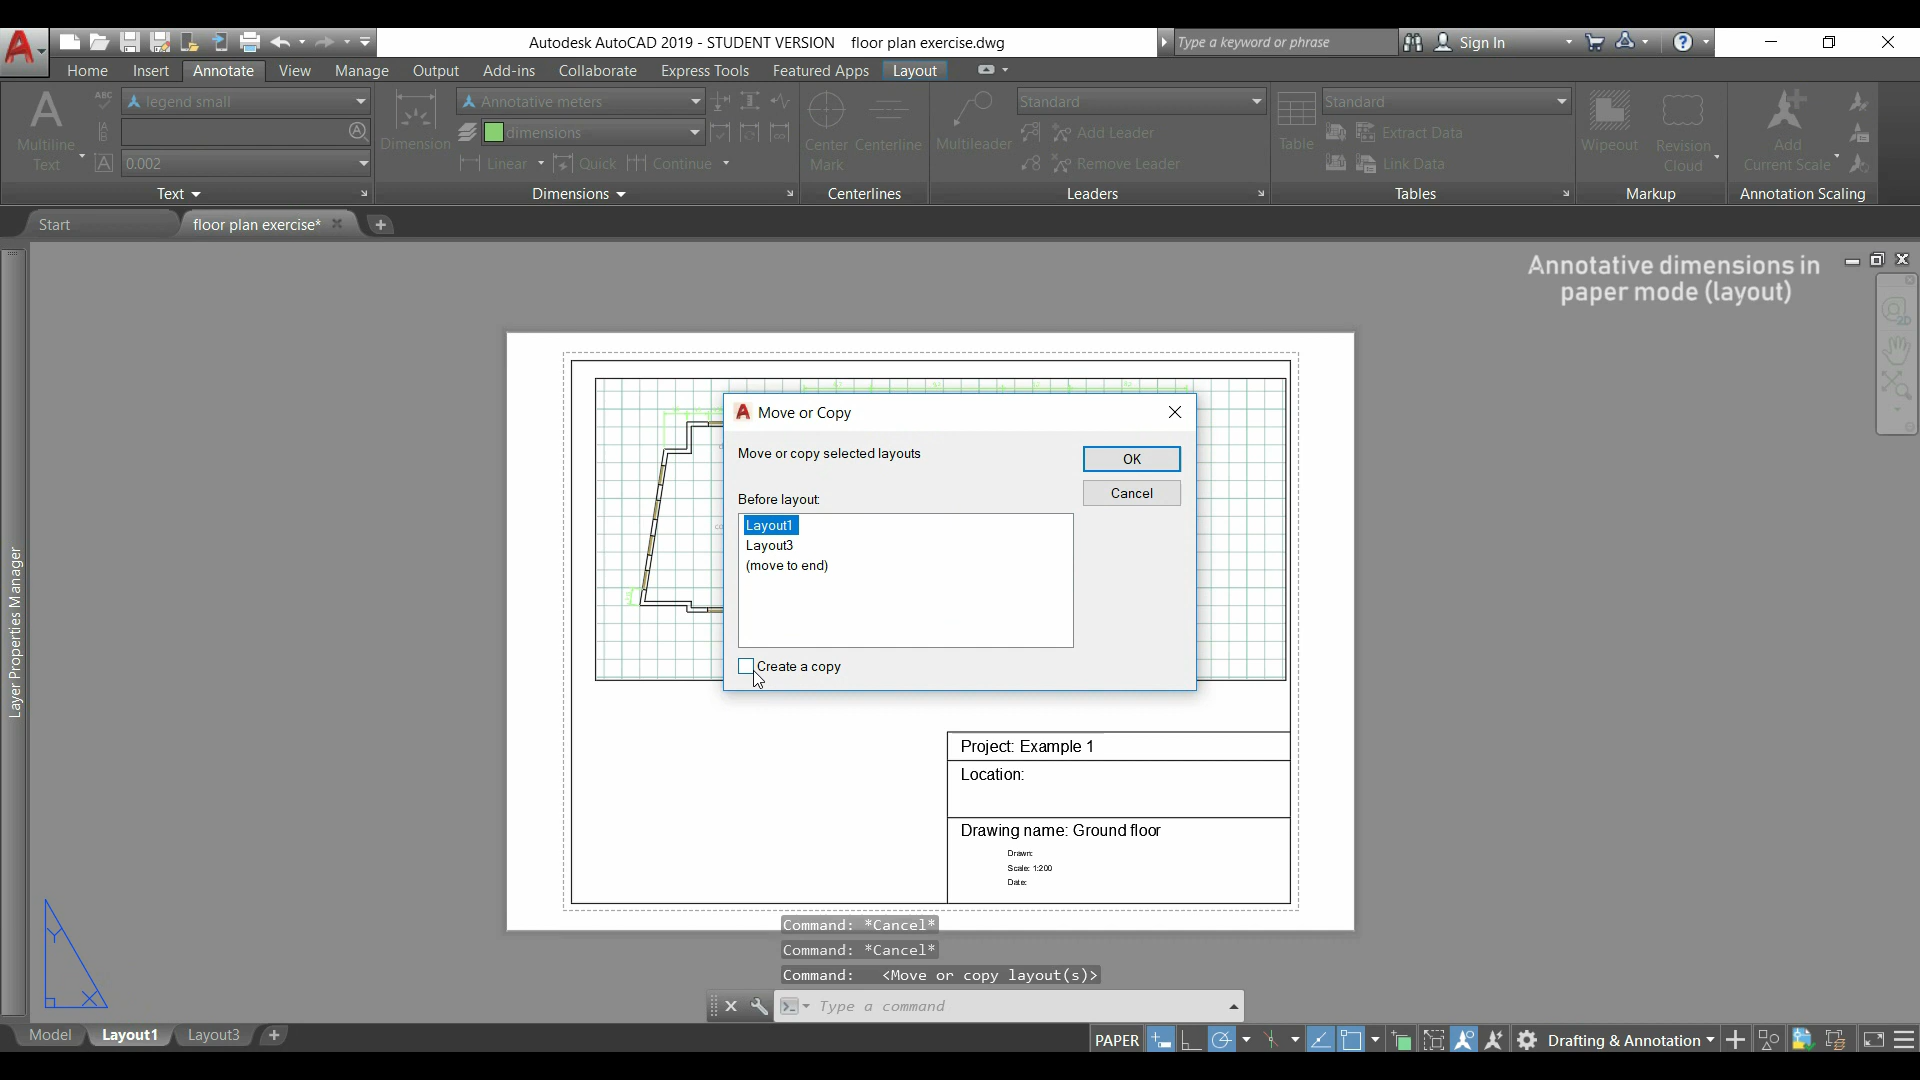 Autodesk AutoCAD 2019 - STUDENT VERSION floor plan exercise.dwg
Type a keyword or phrase
Sign In
Home Insert Annotate View Manage Output Add-ins Collaborate Express Tools Featured Apps Layout
Multiline
Text
legend small
0.002
Text
Dimension
Annotative meters
dimensions
Linear Quick Continue
Dimensions
Center
Mark
Centerline
Centerlines
Multileader
Standard
Add Leader
Remove Leader
Leaders
Table
Standard
Extract Data
Link Data
Tables
Wipeout
Revision
Cloud
Markup
Add
Current Scale
Annotation Scaling
Start
floor plan exercise*
Annotative dimensions in
paper mode (layout)
Layer Properties Manager
Move or Copy
Move or copy selected layouts
OK
Cancel
Before layout:
Layout1
Layout3
(move to end)
Create a copy
Project: Example 1
Location:
Drawing name: Ground floor
Drawn:
Scale: 1:200
Date:
Command: *Cancel*
Command: *Cancel*
Command: <Move or copy layout(s)>
Type a command
Y
X
Model Layout1 Layout3
PAPER
Drafting & Annotation